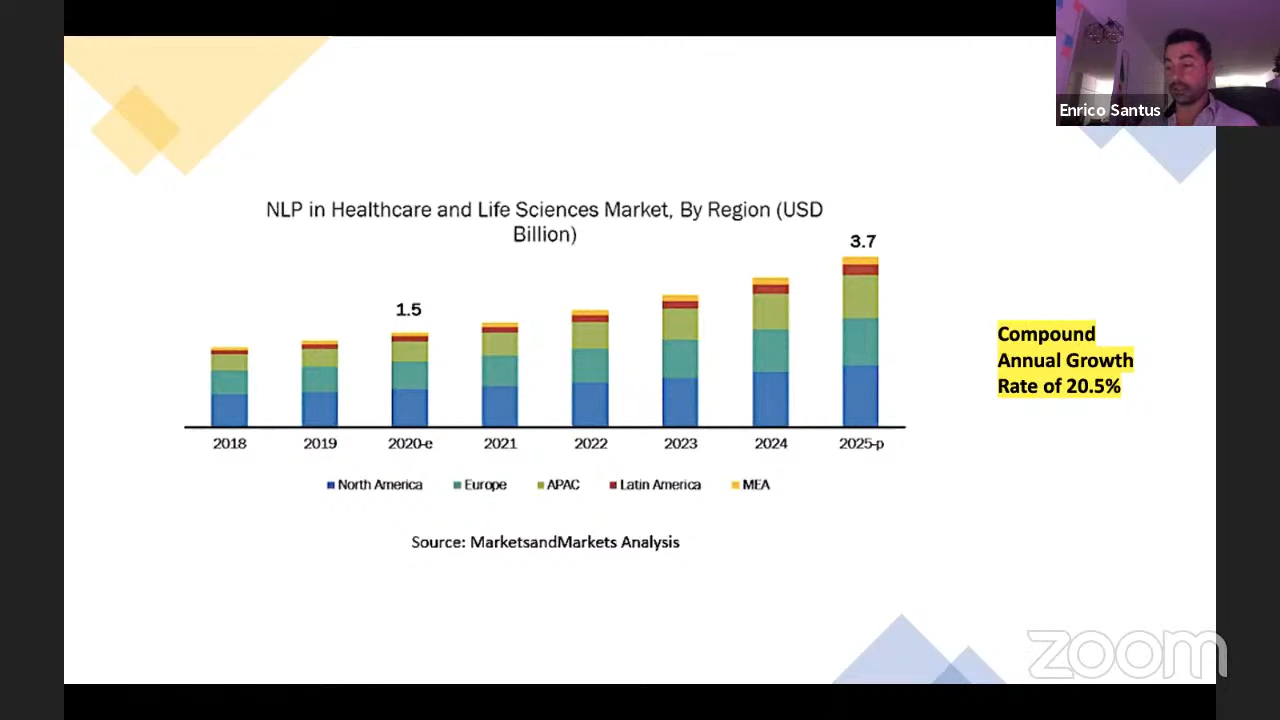 Enrico Santus
NLP in Healthcare and Life Sciences Market, By Region (USD
Billion)
3.7
1.5
Compound
Annual Growth
Rate of 20.5%
2018 2019 2020-e 2021 2022 2023 2024 2025-p
North America Europe APAC Latin America MEA
Source: MarketsandMarkets Analysis
zoom